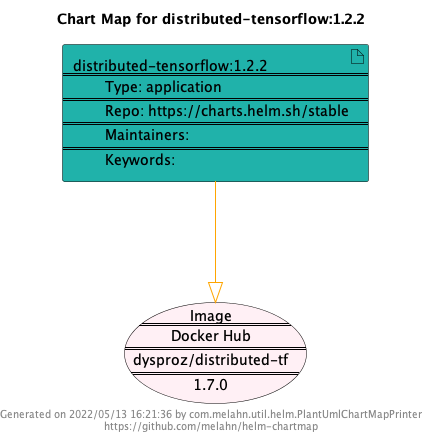 Chart Map for distributed-tensorflow:1.2.2
distributed-tensorflow:1.2.2
Type: application
Repo: https://charts.helm.sh/stable
Maintainers:
Keywords:
Image
Docker Hub
dysproz/distributed-tf
1.7.0
Generated on 2022/05/13 16:21:36 by com.melahn.util.helm.PlantUmlChartMapPrinter
https://github.com/melahn/helm-chartmap